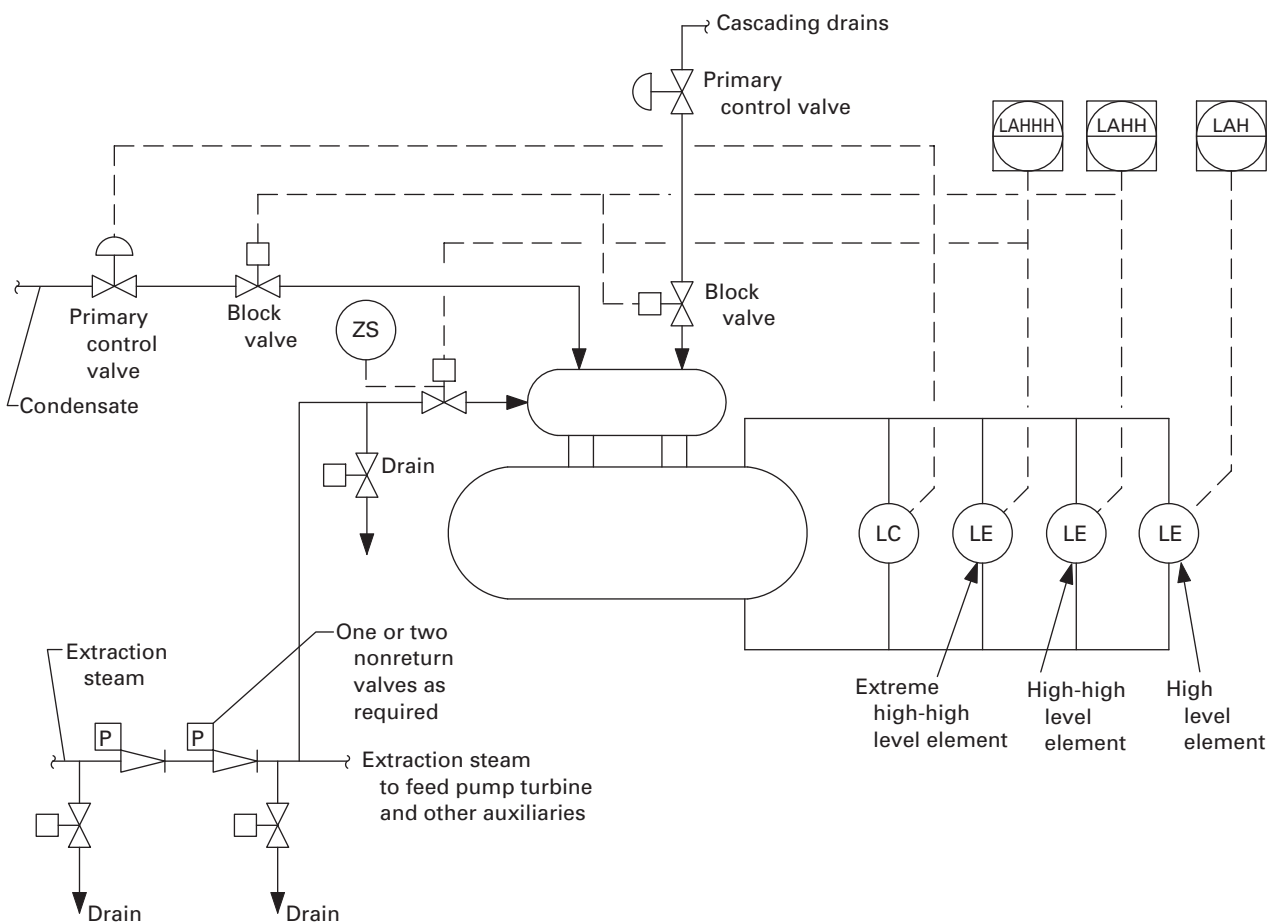 Cascading drains
Primary
control valve
LAHHH
LAHH
LAH
Primary
control
valve
Block
valve
ZS
Block
valve
Condensate
Drain
LC
LE
LE
LE
Extraction
steam
One or two
nonreturn
valves as
required
Extreme
high-high
level element
High-high
level
element
High
level
element
P
P
Extraction steam
to feed pump turbine
and other auxiliaries
Drain
Drain